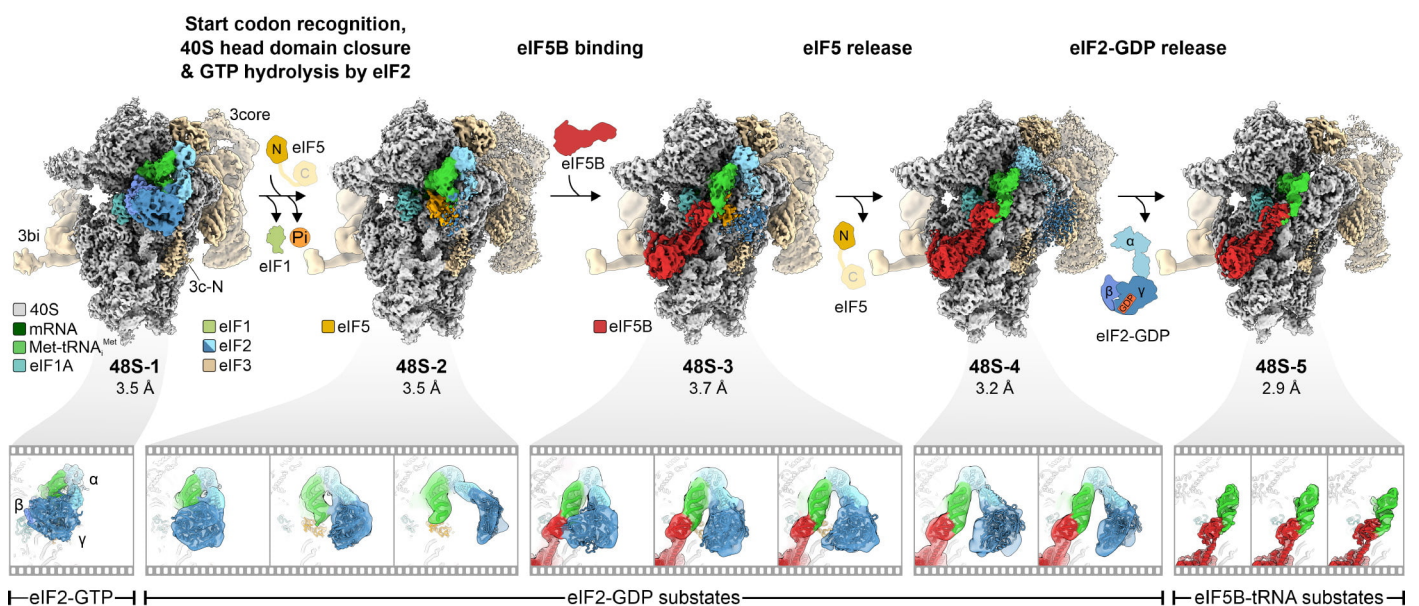 Start codon recognition,
40S head domain closure
& GTP hydrolysis by eIF2
eIF5B binding
eIF5 release
eIF2-GDP release
3core
3bi
3c-N
N
eIF5
C
eIF1
Pi
eIF5B
N
C
eIF5
α
β
γ
GDP
eIF2-GDP
40S
mRNA
Met-tRNAᵢᴹᵉᵗ
eIF1A
eIF1
eIF2
eIF3
eIF5
eIF5B
48S-1
3.5 Å
48S-2
3.5 Å
48S-3
3.7 Å
48S-4
3.2 Å
48S-5
2.9 Å
α
β
γ
eIF2-GTP
eIF2-GDP substates
eIF5B-tRNA substates